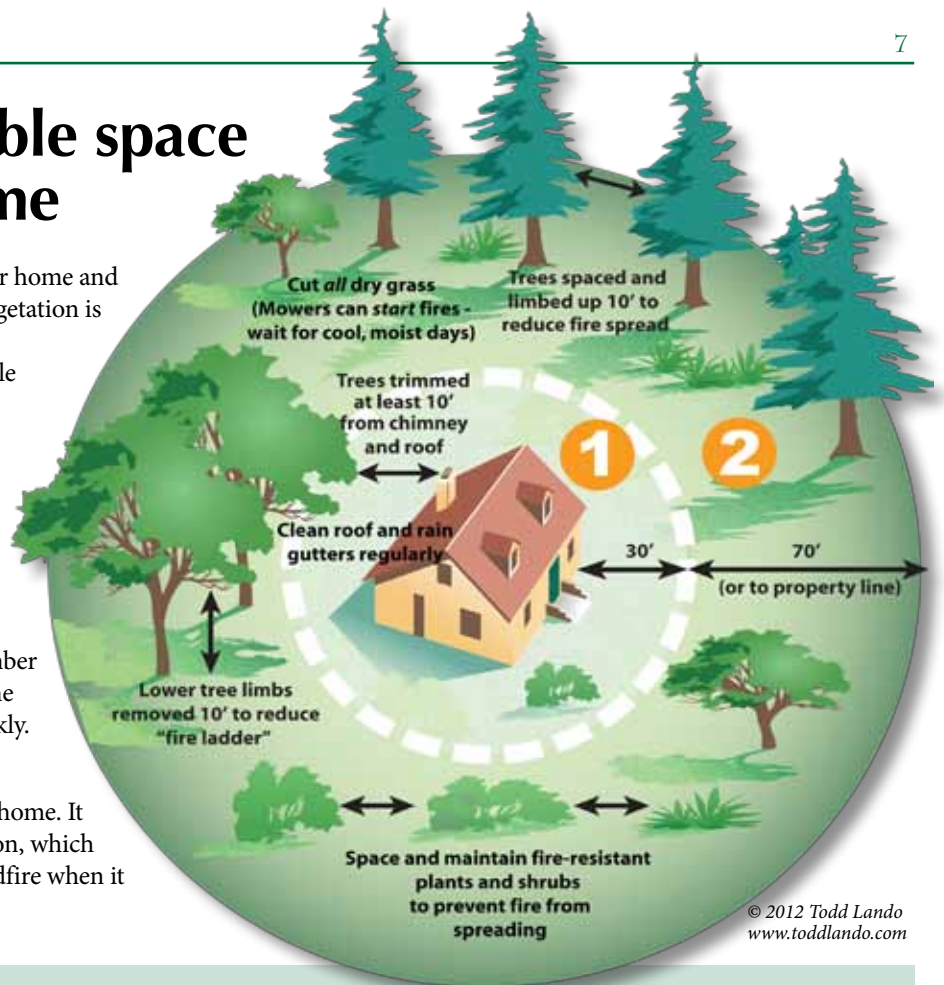 7
ble space
me
r home and
getation is
le
mber
ne
kly.
home. It
on, which
dfire when it
Cut all dry grass
(Mowers can start fires -
wait for cool, moist days)
Trees spaced and
limbed up 10' to
reduce fire spread
Trees trimmed
at least 10'
from chimney
and roof
1
2
Clean roof and rain
gutters regularly
30'
70'
(or to property line)
Lower tree limbs
removed 10' to reduce
"fire ladder"
Space and maintain fire-resistant
plants and shrubs
to prevent fire from
spreading
© 2012 Todd Lando
www.toddlando.com